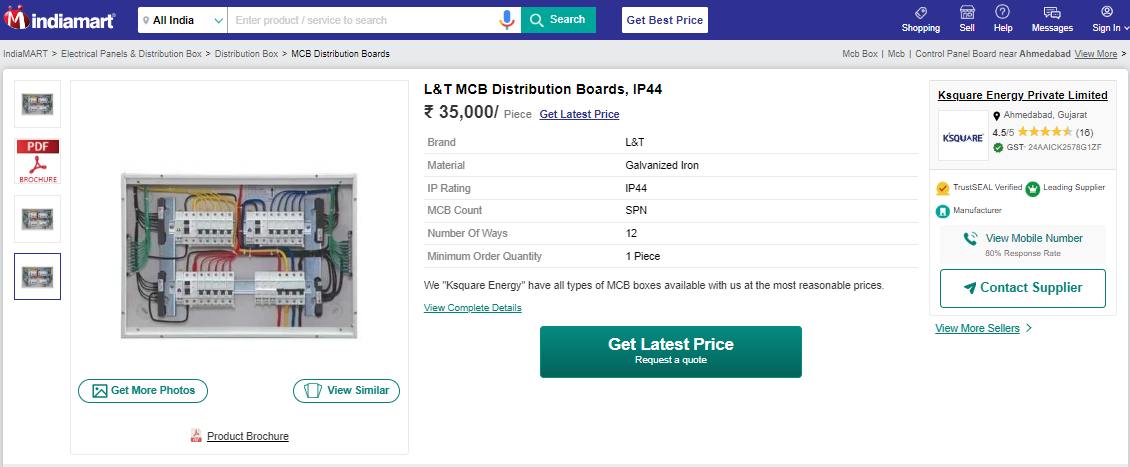 indiamart
All India
Enter product / service to search
Search
Get Best Price
Shopping
Sell
Help
Messages
Sign In
IndiaMART > Electrical Panels & Distribution Box > Distribution Box > MCB Distribution Boards
Mcb Box | Mcb | Control Panel Board near Ahmedabad View More >
PDF
BROCHURE
Get More Photos
View Similar
Product Brochure
L&T MCB Distribution Boards, IP44
₹ 35,000/ Piece Get Latest Price
Brand L&T
Material Galvanized Iron
IP Rating IP44
MCB Count SPN
Number Of Ways 12
Minimum Order Quantity 1 Piece
We "Ksquare Energy" have all types of MCB boxes available with us at the most reasonable prices.
View Complete Details
Get Latest Price
Request a quote
Ksquare Energy Private Limited
K'SQUARE
Ahmedabad, Gujarat
4.5/5 (16)
GST- 24AAICK2578G1ZF
TrustSEAL Verified
Leading Supplier
Manufacturer
View Mobile Number
80% Response Rate
Contact Supplier
View More Sellers >